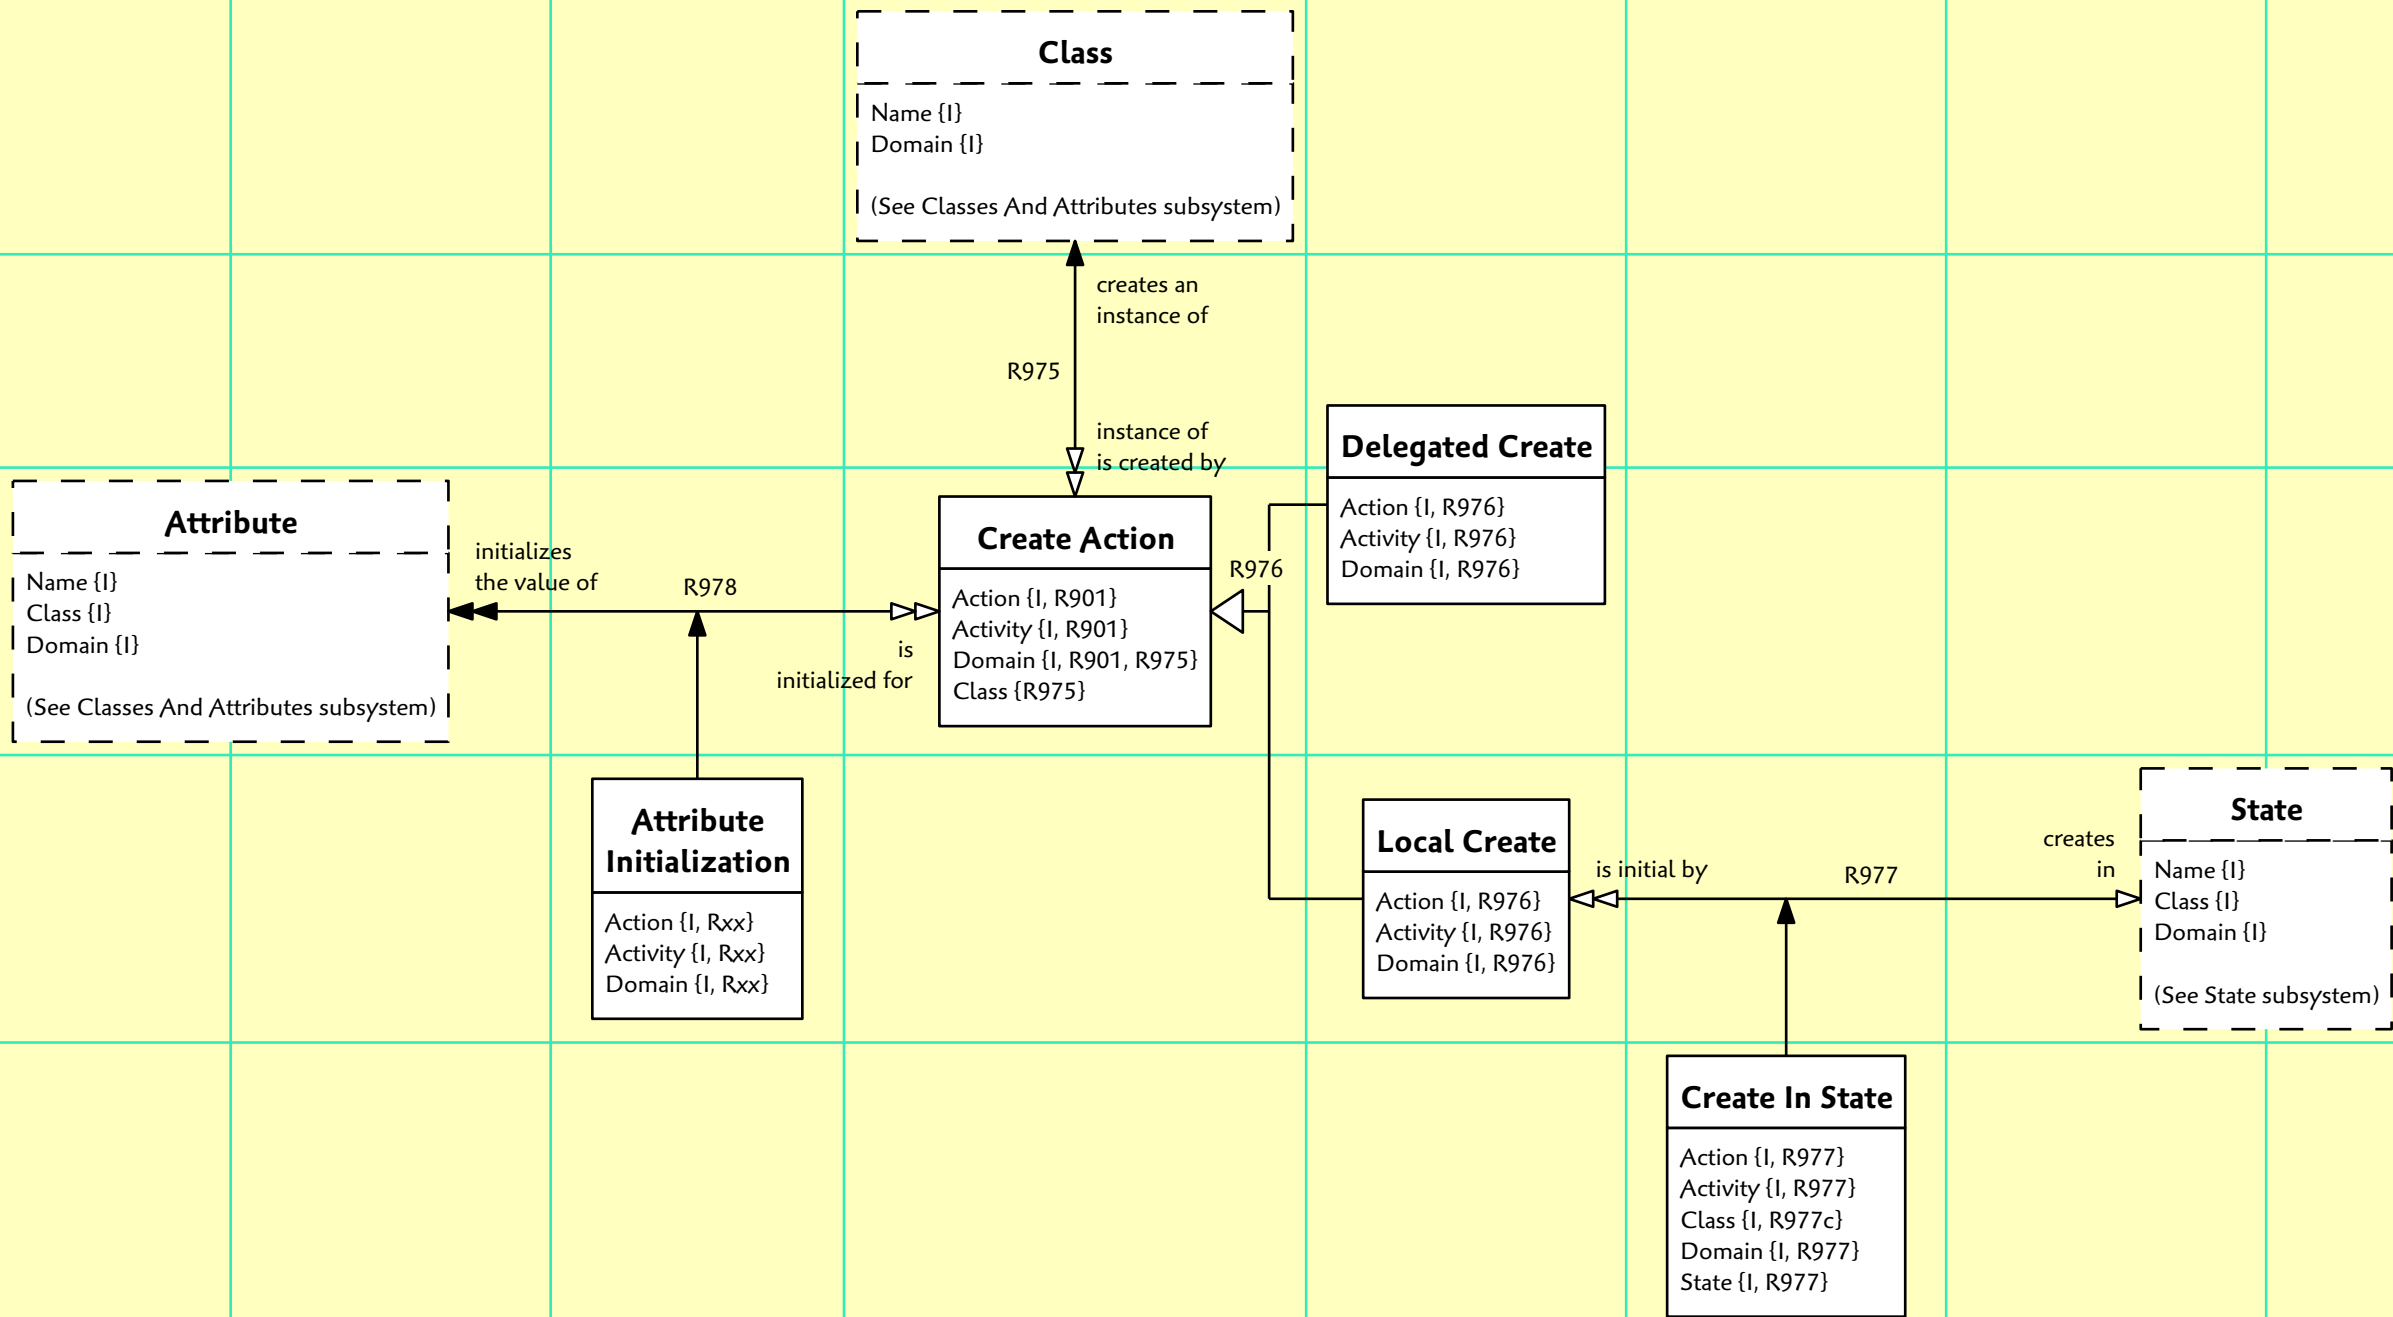 Class
Name {I}
Domain {I}
(See Classes And Attributes subsystem)
creates an
instance of
R975
instance of
is created by
Delegated Create
Action {I, R976}
Activity {I, R976}
Domain {I, R976}
Attribute
Name {I}
Class {I}
Domain {I}
(See Classes And Attributes subsystem)
initializes
the value of
R978
is
initialized for
Create Action
Action {I, R901}
Activity {I, R901}
Domain {I, R901, R975}
Class {R975}
R976
Attribute
Initialization
Action {I, Rxx}
Activity {I, Rxx}
Domain {I, Rxx}
Local Create
Action {I, R976}
Activity {I, R976}
Domain {I, R976}
is initial by
R977
creates
in
State
Name {I}
Class {I}
Domain {I}
(See State subsystem)
Create In State
Action {I, R977}
Activity {I, R977}
Class {I, R977c}
Domain {I, R977}
State {I, R977}